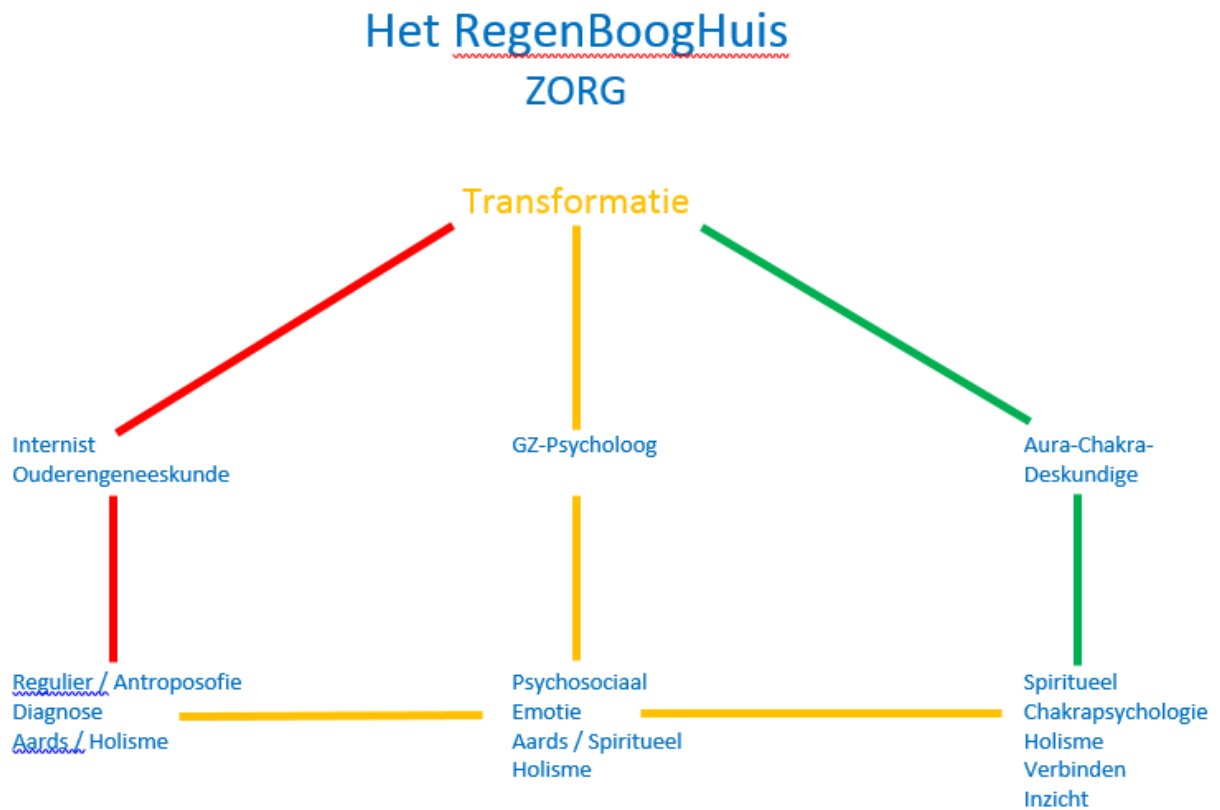 Het RegenBoogHuis
ZORG
Transformatie
Internist
Ouderengeneeskunde
GZ-Psycholoog
Aura-Chakra-
Deskundige
Regulier / Antroposofie
Diagnose
Aards / Holisme
Psychosociaal
Emotie
Aards / Spiritueel
Holisme
Spiritueel
Chakrapsychologie
Holisme
Verbinden
Inzicht